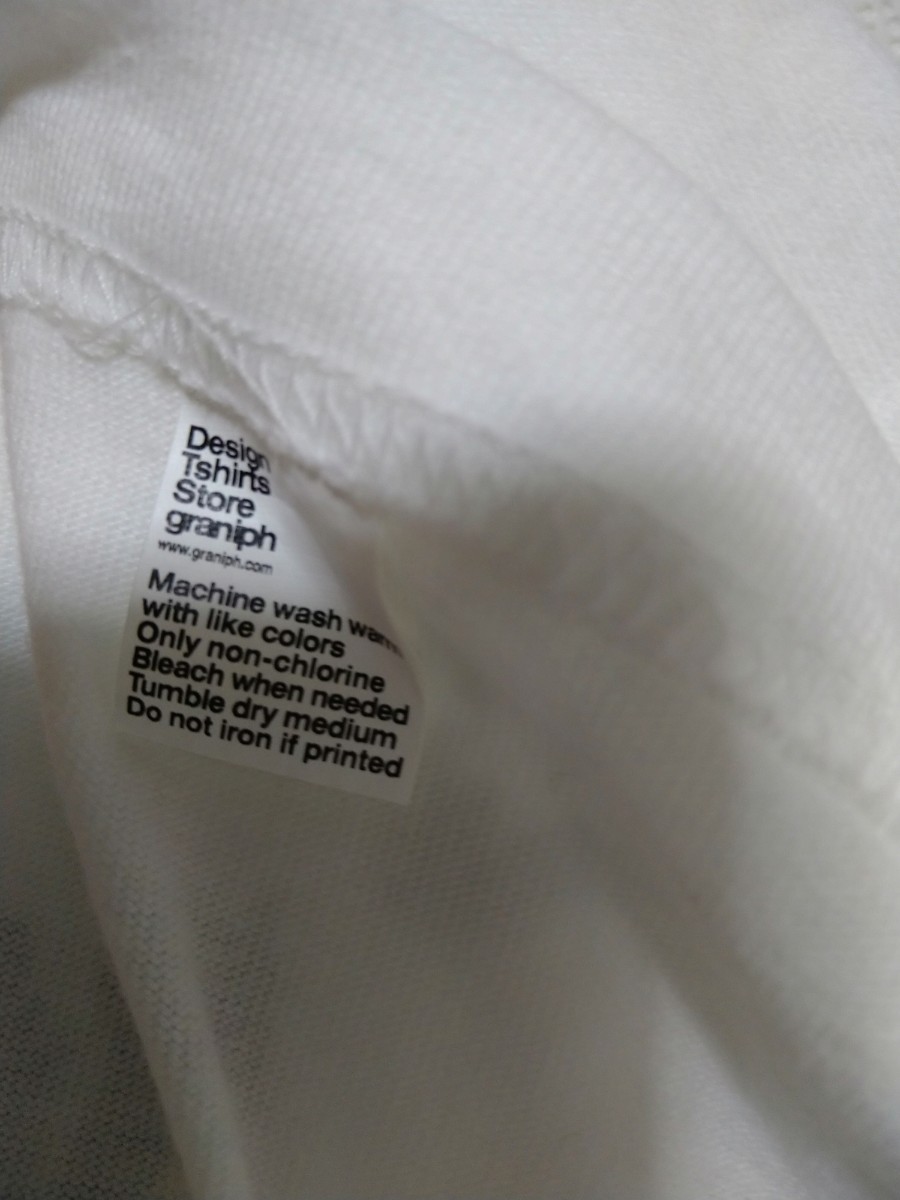 Design
Tshirts
Store
graniph
www.graniph.com
Machine wash warm
with like colors
Only non-chlorine
Bleach when needed
Tumble dry medium
Do not iron if printed